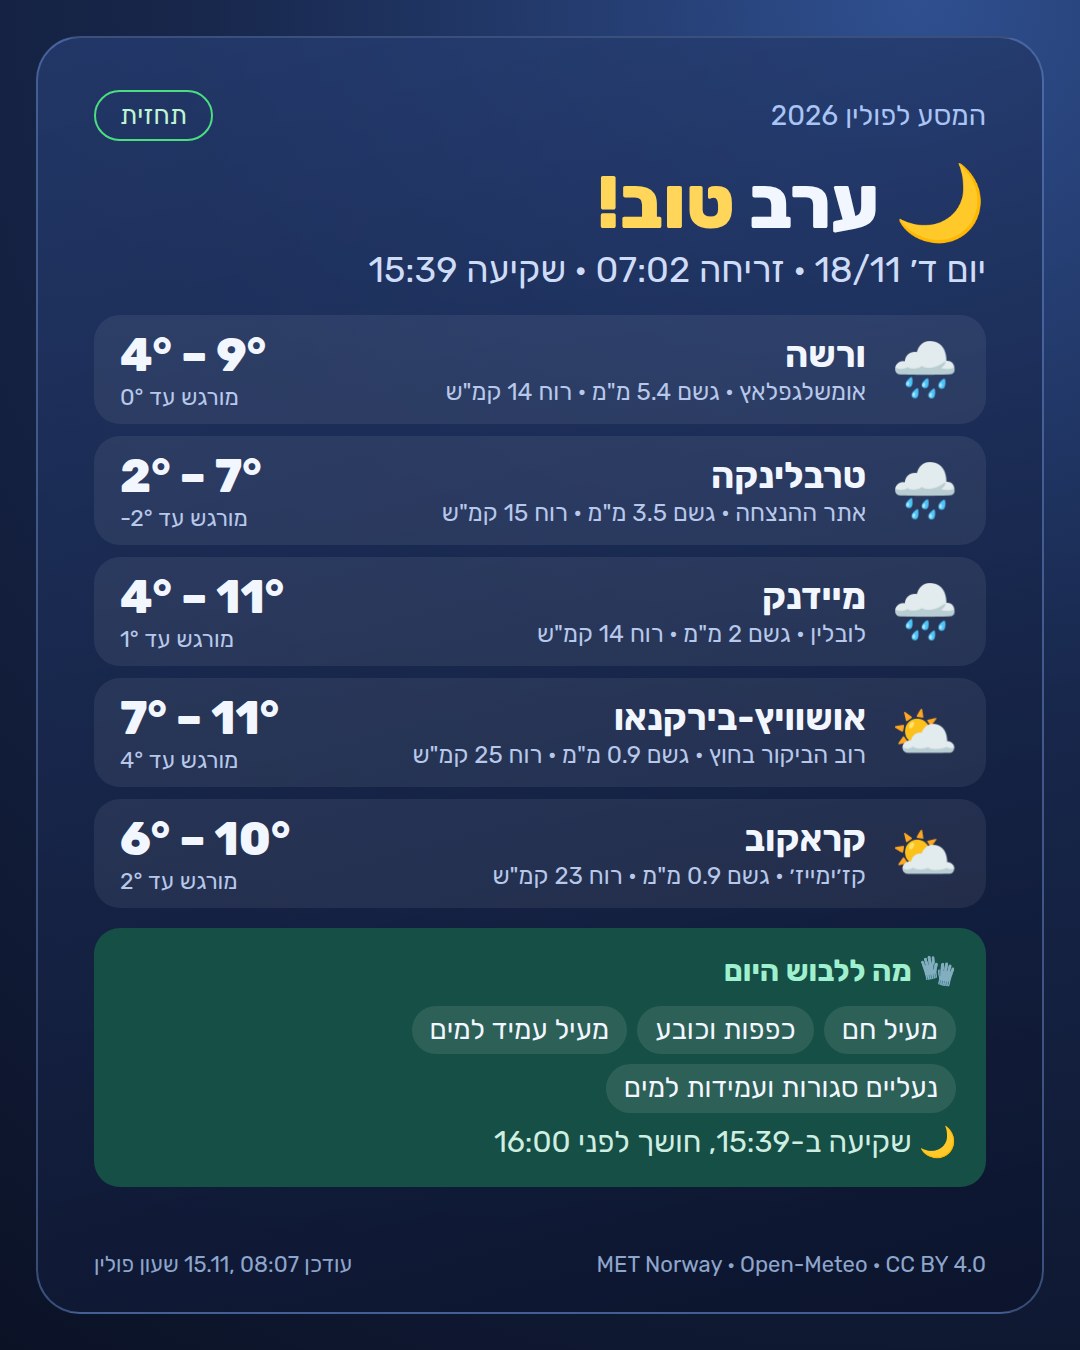 המסע לפולין 2026
תחזית
ערב טוב!
יום ד׳ 18/11 • זריחה 07:02 • שקיעה 15:39
ורשה
אומשלגפלאץ • גשם 5.4 מ"מ • רוח 14 קמ"ש
4° – 9°
מורגש עד 0°
טרבלינקה
אתר ההנצחה • גשם 3.5 מ"מ • רוח 15 קמ"ש
2° – 7°
מורגש עד -2°
מיידנק
לובלין • גשם 2 מ"מ • רוח 14 קמ"ש
4° – 11°
מורגש עד 1°
אושוויץ-בירקנאו
רוב הביקור בחוץ • גשם 0.9 מ"מ • רוח 25 קמ"ש
7° – 11°
מורגש עד 4°
קראקוב
קז׳ימייז׳ • גשם 0.9 מ"מ • רוח 23 קמ"ש
6° – 10°
מורגש עד 2°
מה ללבוש היום
מעיל חם
כפפות וכובע
מעיל עמיד למים
נעליים סגורות ועמידות למים
שקיעה ב-15:39, חושך לפני 16:00
MET Norway • Open-Meteo • CC BY 4.0
עודכן 08:07 ,15.11 שעון פולין